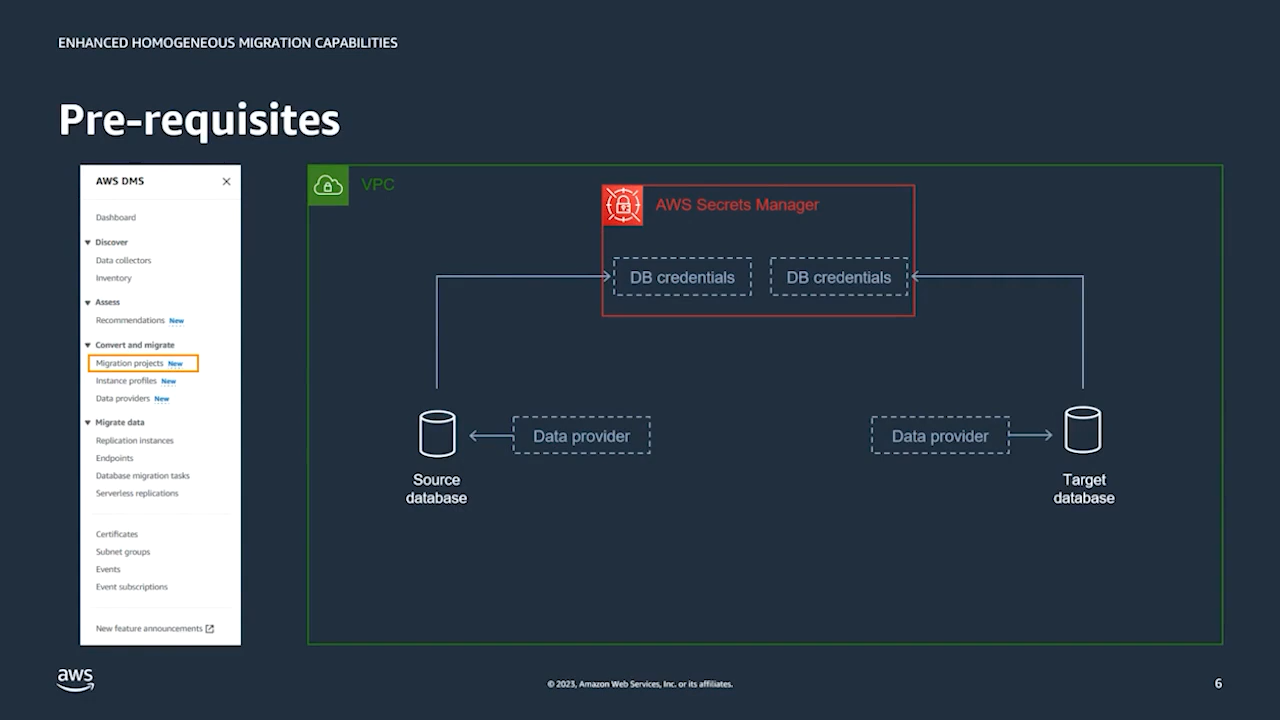 ENHANCED HOMOGENEOUS MIGRATION CAPABILITIES
Pre-requisites
AWS DMS
Dashboard
Discover
Data collectors
Inventory
Assess
Recommendations New
Convert and migrate
Migration projects New
Instance profiles New
Data providers New
Migrate data
Replication instances
Endpoints
Database migration tasks
Serverless replications
Certificates
Subnet groups
Events
Event subscriptions
New feature announcements
VPC
AWS Secrets Manager
DB credentials
DB credentials
Data provider
Data provider
Source
database
Target
database
aws
© 2023, Amazon Web Services, Inc. or its affiliates.
6